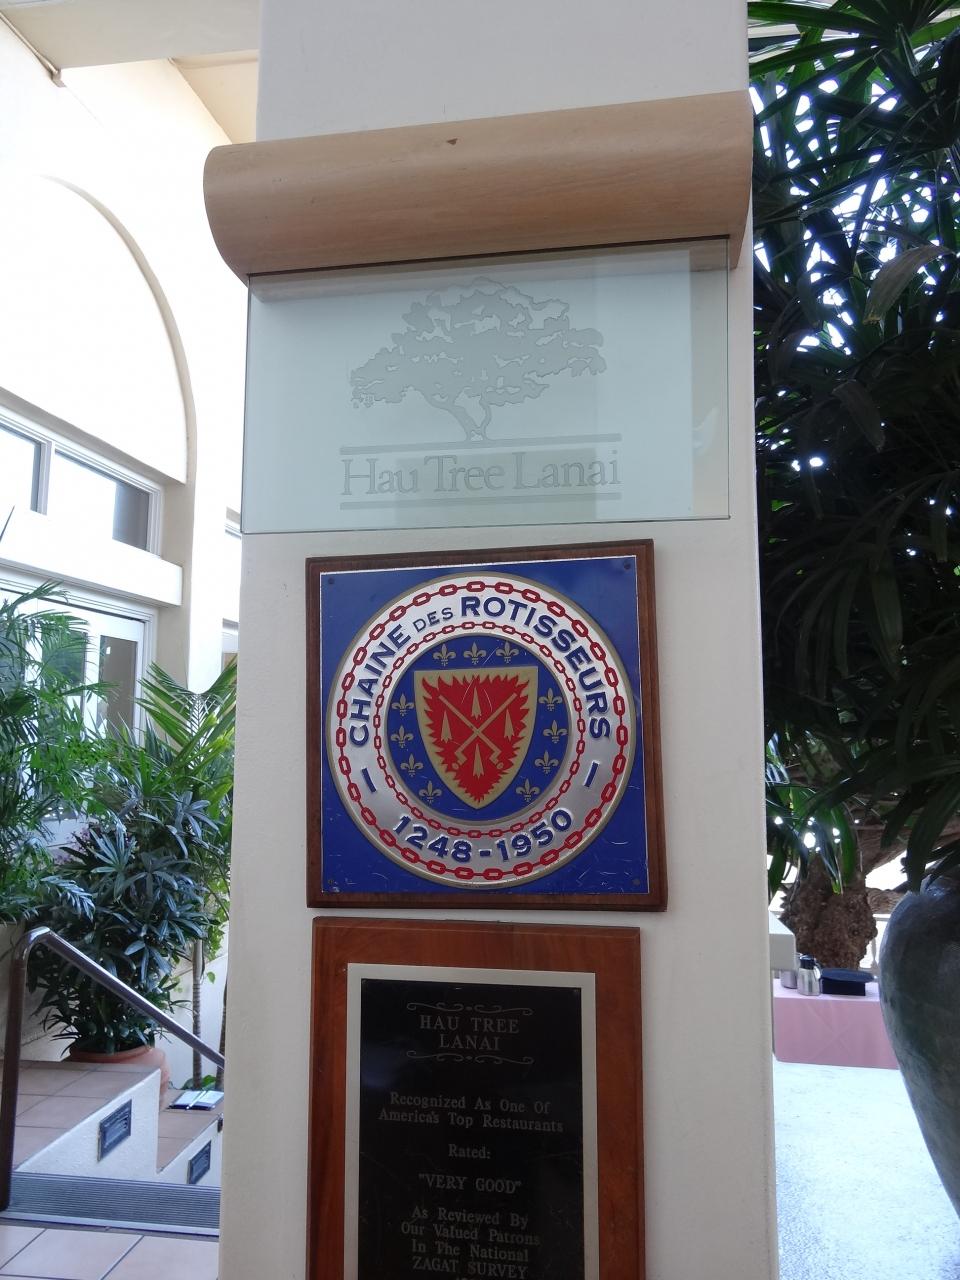 Hau Tree Lanai
CHAINE DES ROTISSEURS
1248-1950
HAU TREE
LANAI
Recognized As One Of
America's Top Restaurants
Rated:
"VERY GOOD"
As Reviewed By
Our Valued Patrons
In The National
ZAGAT SURVEY